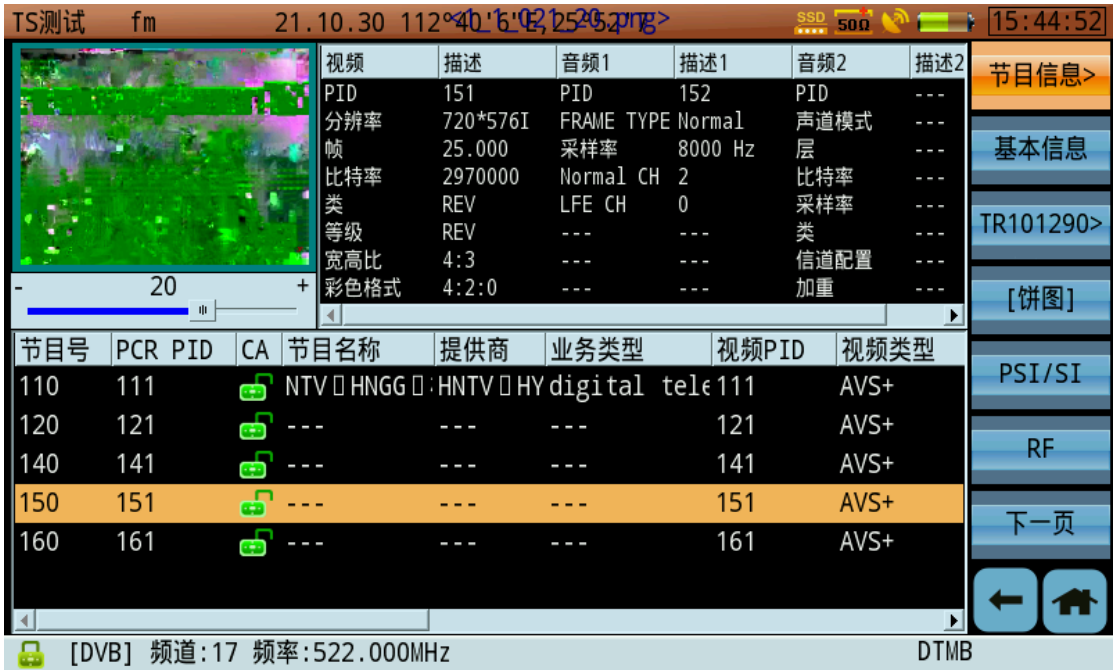 TS测试 fm 21.10.30 SSD 50Ω 15:44:52
视频 描述 音频1 描述1 音频2 描述2
PID 151 PID 152 PID ---
分辨率 720*576I FRAME TYPE Normal 声道模式 ---
帧 25.000 采样率 8000 Hz 层 ---
比特率 2970000 Normal CH 2 比特率 ---
类 REV LFE CH 0 采样率 ---
等级 REV --- --- 类 ---
宽高比 4:3 --- --- 信道配置 ---
彩色格式 4:2:0 --- --- 加重 ---
- 20 +
节目号 PCR PID CA 节目名称 提供商 业务类型 视频PID 视频类型
110 111 NTV HNGG HNTV HY digital tele 111 AVS+
120 121 --- --- --- 121 AVS+
140 141 --- --- --- 141 AVS+
150 151 --- --- --- 151 AVS+
160 161 --- --- --- 161 AVS+
节目信息>
基本信息
TR101290>
[饼图]
PSI/SI
RF
下一页
[DVB] 频道:17 频率:522.000MHz DTMB